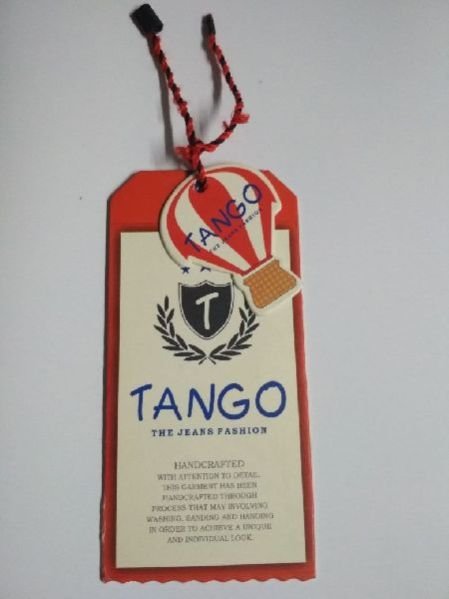 TANGO
THE JEANS FASHION
T
TANGO
THE JEANS FASHION
HANDCRAFTED
WITH ATTENTION TO DETAIL.
THIS GARMENT HAS BEEN
HANDCRAFTED THROUGH
PROCESS THAT MAY INVOLVING
WASHING, SANDING AND HANDING
IN ORDER TO ACHIEVE A UNIQUE
AND INDIVIDUAL LOOK.